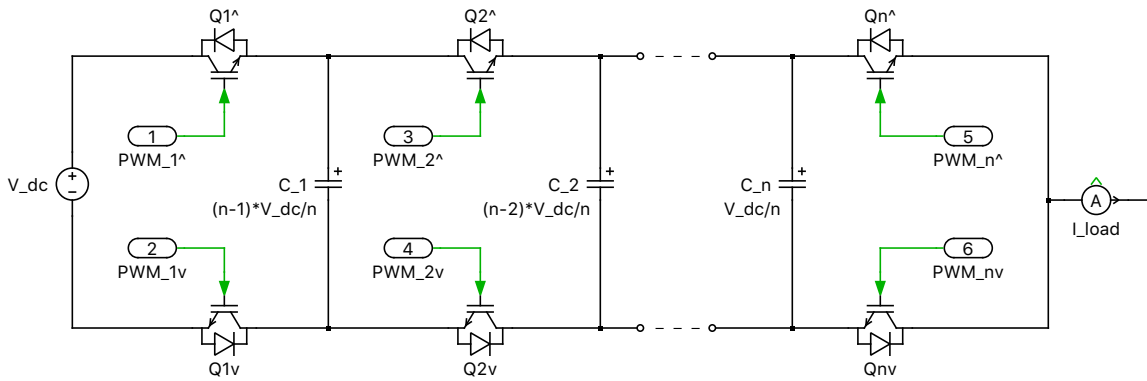 Q1^
Q2^
Qn^
1
PWM_1^
3
PWM_2^
5
PWM_n^
V_dc
+
−
C_1
+
(n-1)*V_dc/n
C_2
+
(n-2)*V_dc/n
C_n
+
V_dc/n
A
I_load
2
PWM_1v
4
PWM_2v
6
PWM_nv
Q1v
Q2v
Qnv